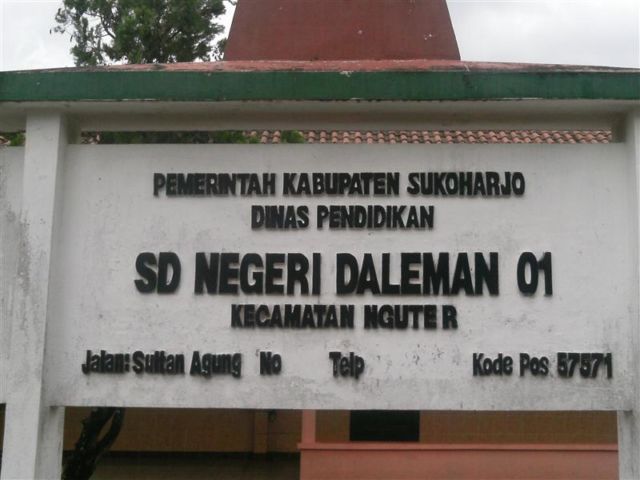 PEMERINTAH KABUPATEN SUKOHARJO
DINAS PENDIDIKAN
SD NEGERI DALEMAN 01
KECAMATAN NGUTER
Jalan: Sultan Agung No Telp Kode Pos 57571